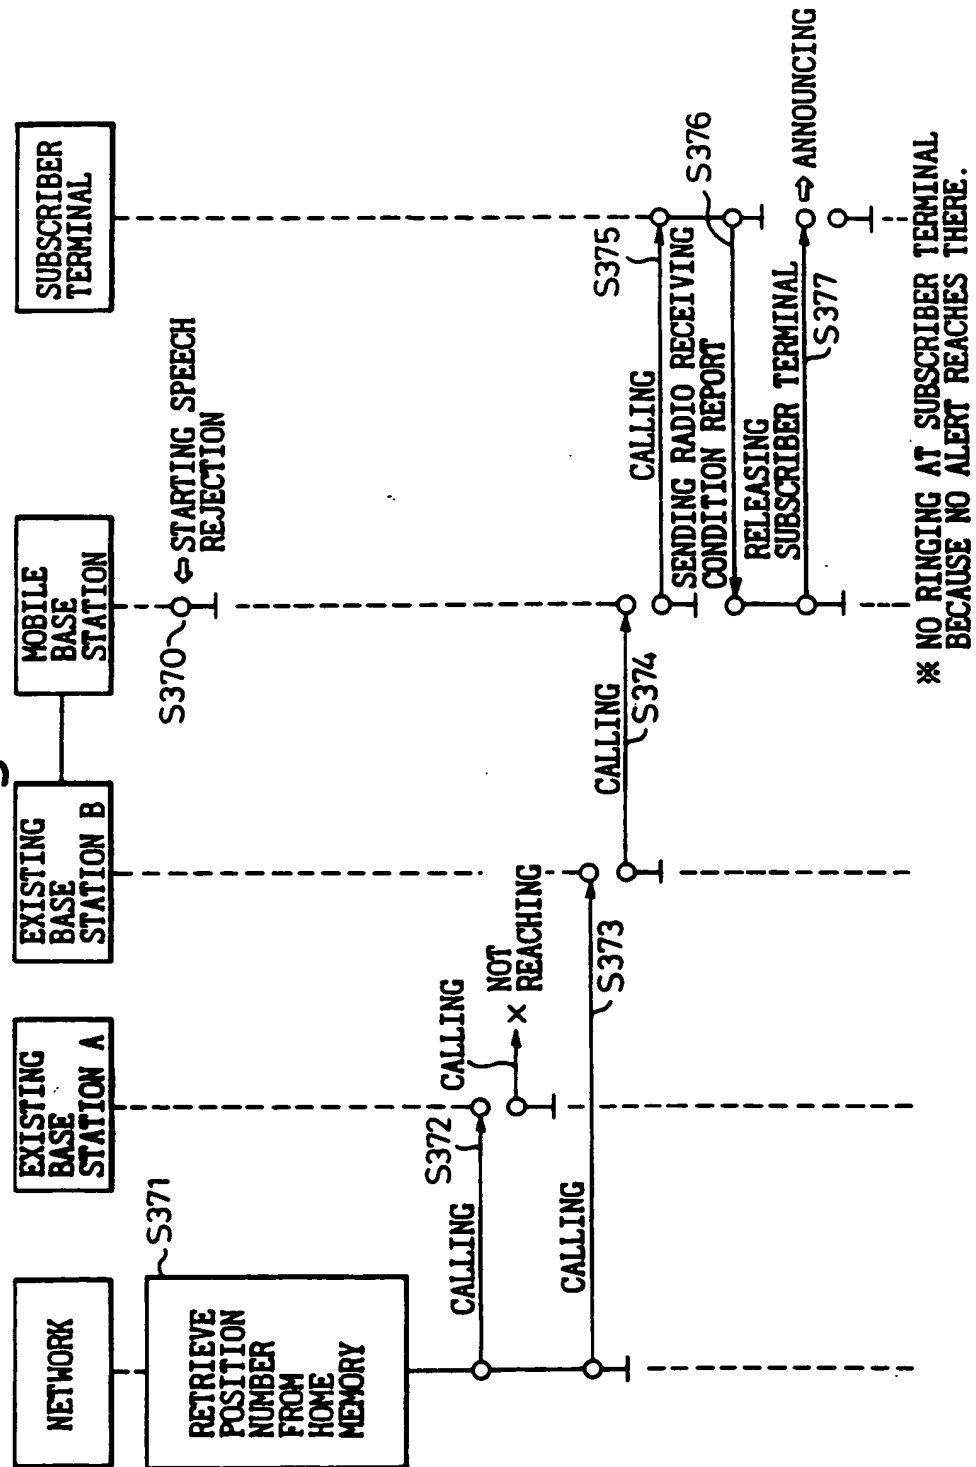 NETWORK
EXISTING
BASE
STATION A
EXISTING
BASE
STATION B
MOBILE
BASE
STATION
SUBSCRIBER
TERMINAL
S370
⇦ STARTING SPEECH
REJECTION
S371
RETRIEVE
POSITION
NUMBER
FROM
HOME
MEMORY
CALLING
S372
CALLING
× NOT
REACHING
CALLING
S373
CALLING
S374
CALLING
S375
SENDING RADIO RECEIVING
CONDITION REPORT
S376
RELEASING
SUBSCRIBER TERMINAL
S377
⇨ ANNOUNCING
※ NO RINGING AT SUBSCRIBER TERMINAL
BECAUSE NO ALERT REACHES THERE.